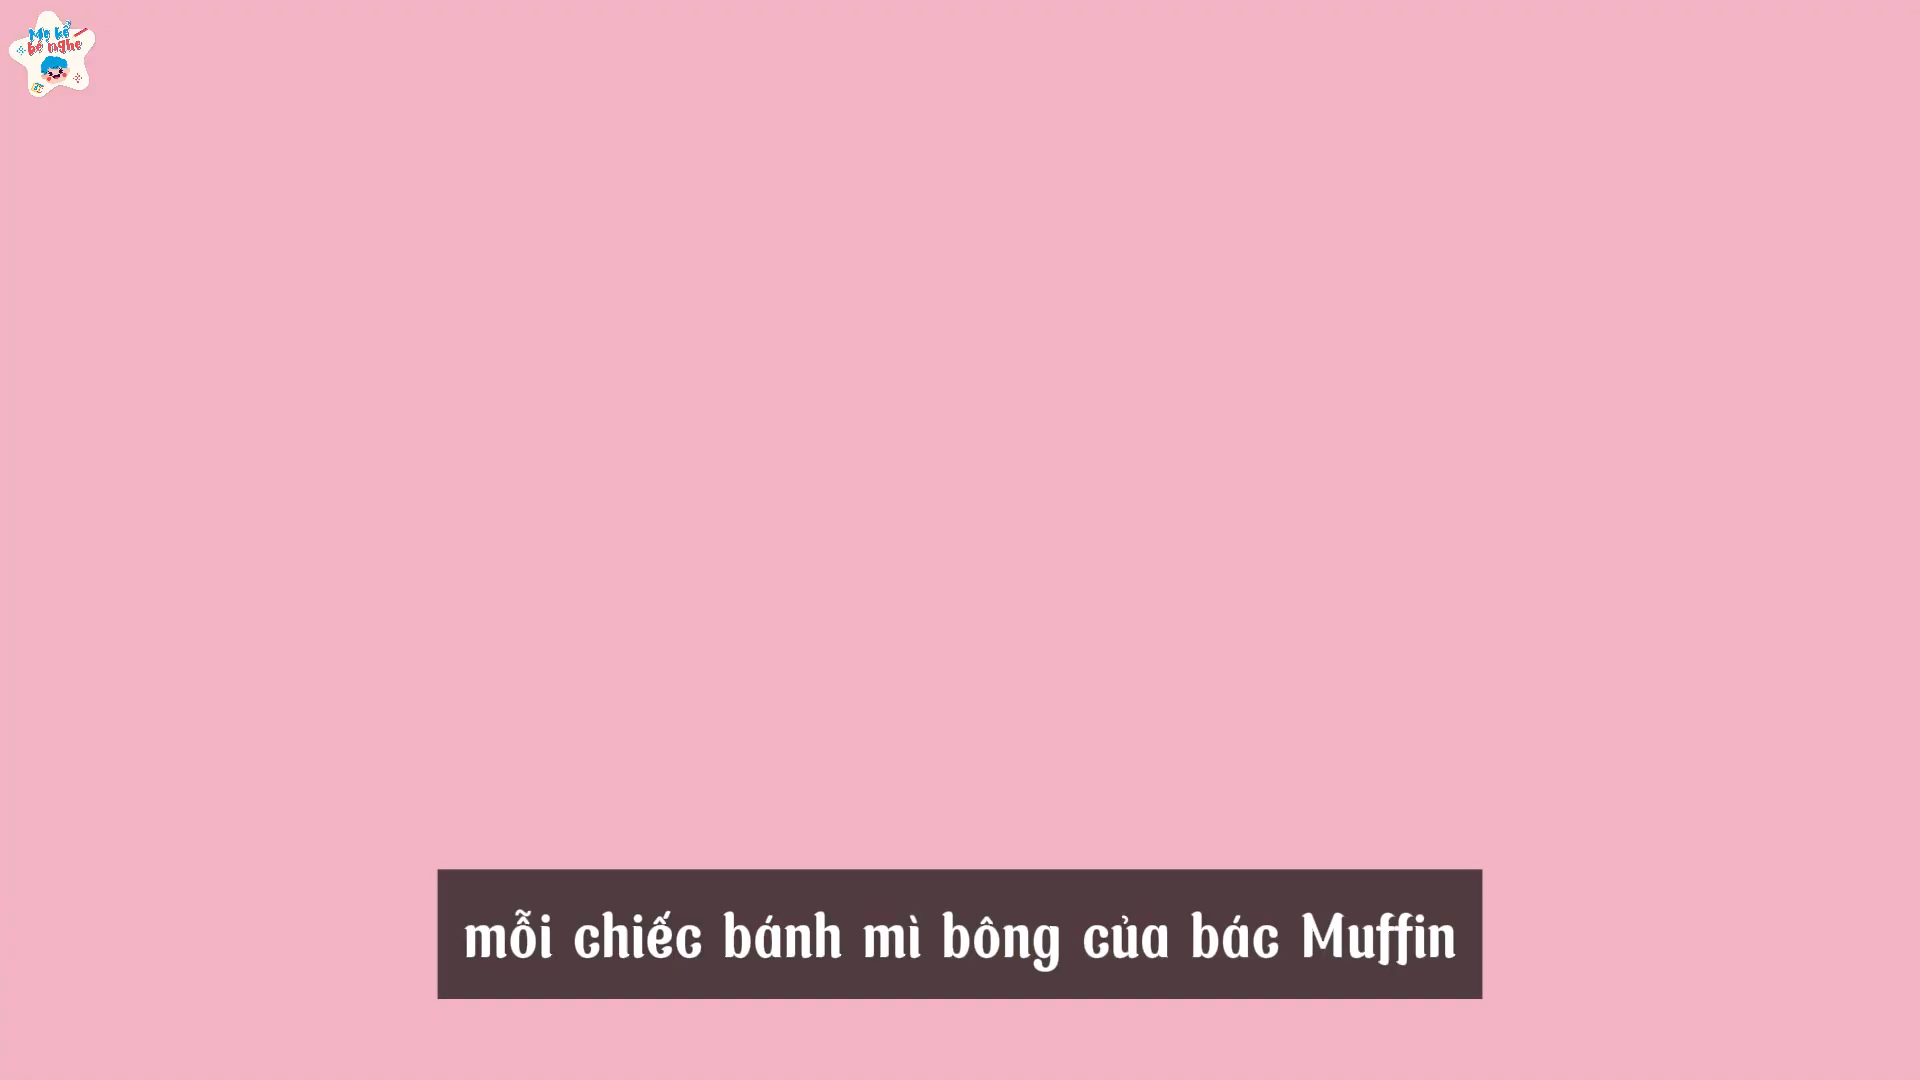 Mẹ kể
bé nghe
mỗi chiếc bánh mì bông của bác Muffin